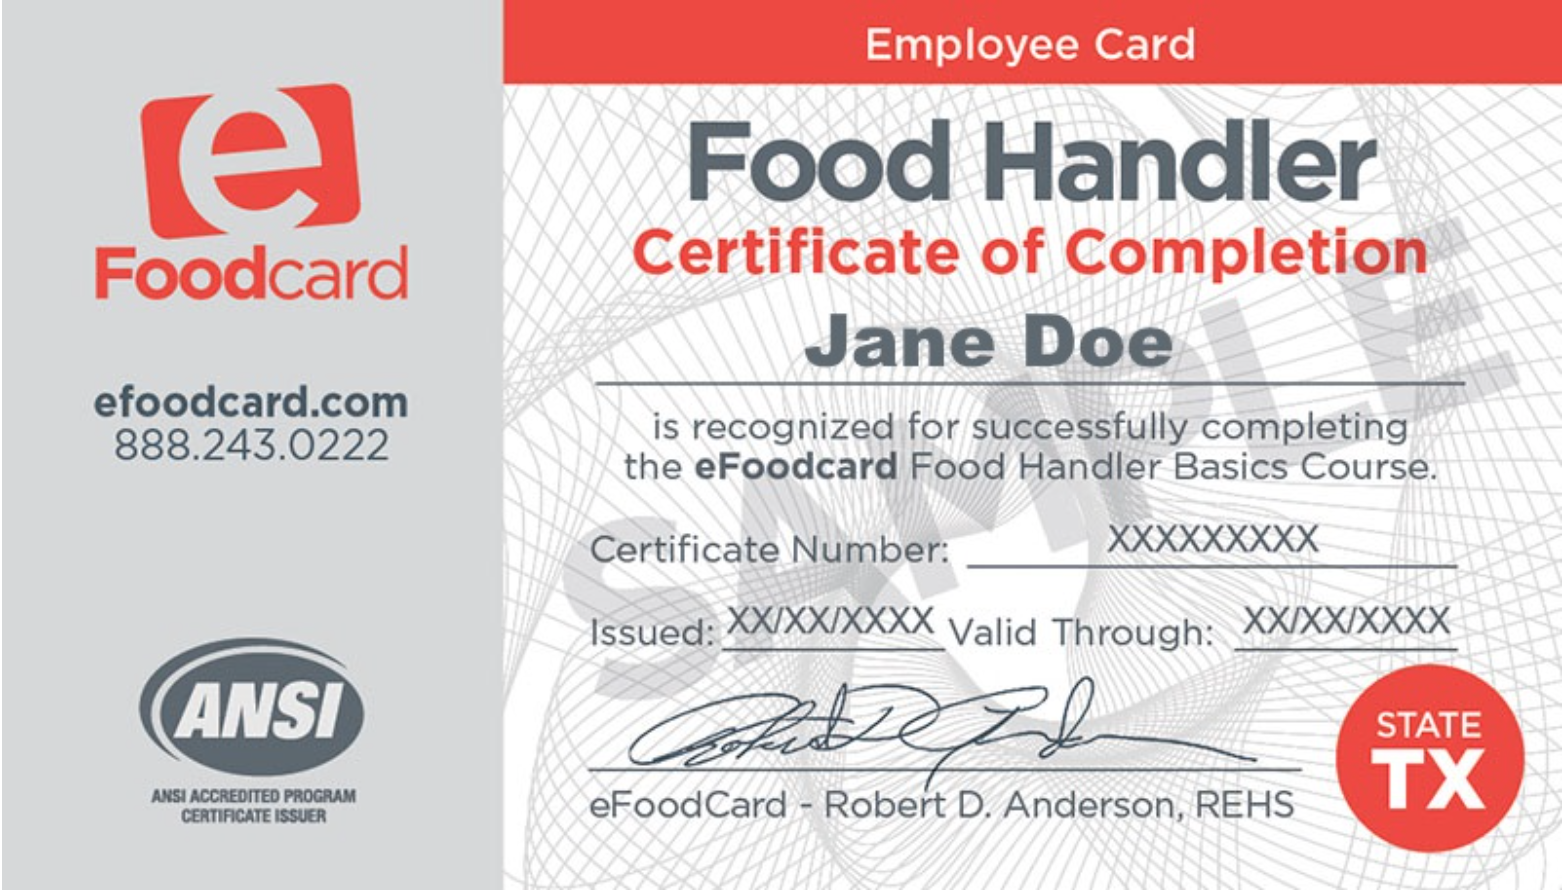 e
Foodcard
efoodcard.com
888.243.0222
ANSI
ANSI ACCREDITED PROGRAM
CERTIFICATE ISSUER
Employee Card
Food Handler
Certificate of Completion
Jane Doe
is recognized for successfully completing
the eFoodcard Food Handler Basics Course.
Certificate Number: XXXXXXXXX
Issued: XX/XX/XXXX Valid Through: XX/XX/XXXX
Robert D. Anderson
eFoodCard - Robert D. Anderson, REHS
STATE
TX
SAMPLE